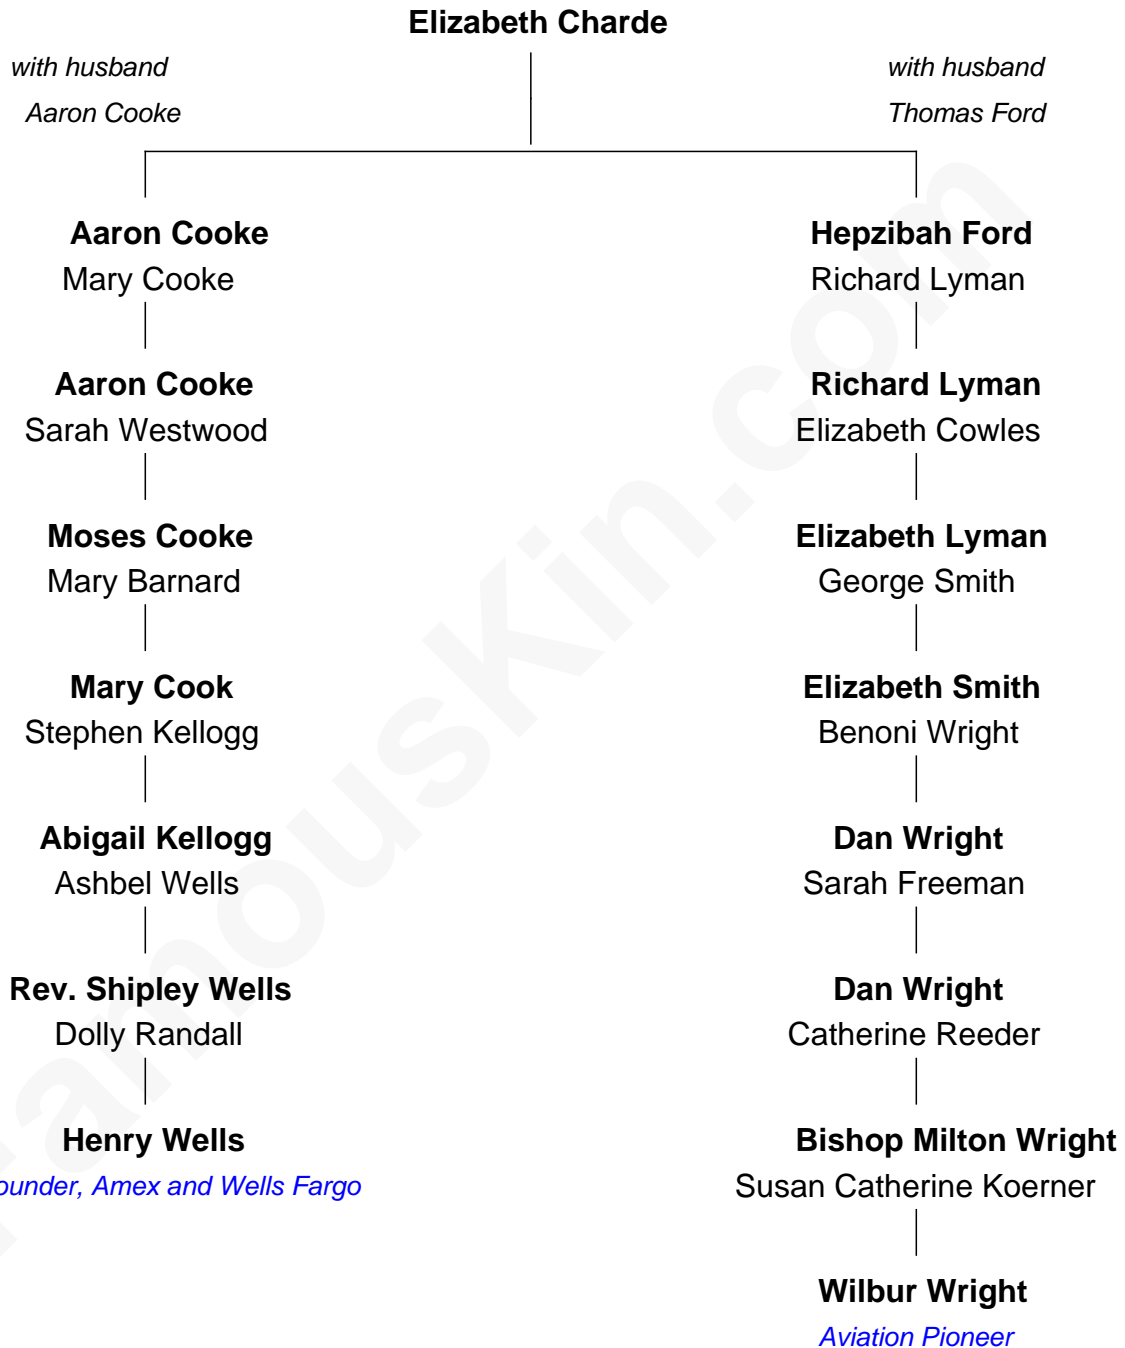 Elizabeth Charde
with husband
Aaron Cooke
with husband
Thomas Ford
Aaron Cooke
Mary Cooke
Hepzibah Ford
Richard Lyman
Aaron Cooke
Sarah Westwood
Richard Lyman
Elizabeth Cowles
Moses Cooke
Mary Barnard
Elizabeth Lyman
George Smith
Mary Cook
Stephen Kellogg
Elizabeth Smith
Benoni Wright
Abigail Kellogg
Ashbel Wells
Dan Wright
Sarah Freeman
Rev. Shipley Wells
Dolly Randall
Dan Wright
Catherine Reeder
Henry Wells
ounder, Amex and Wells Fargo
Bishop Milton Wright
Susan Catherine Koerner
Wilbur Wright
Aviation Pioneer
FamousKin.com